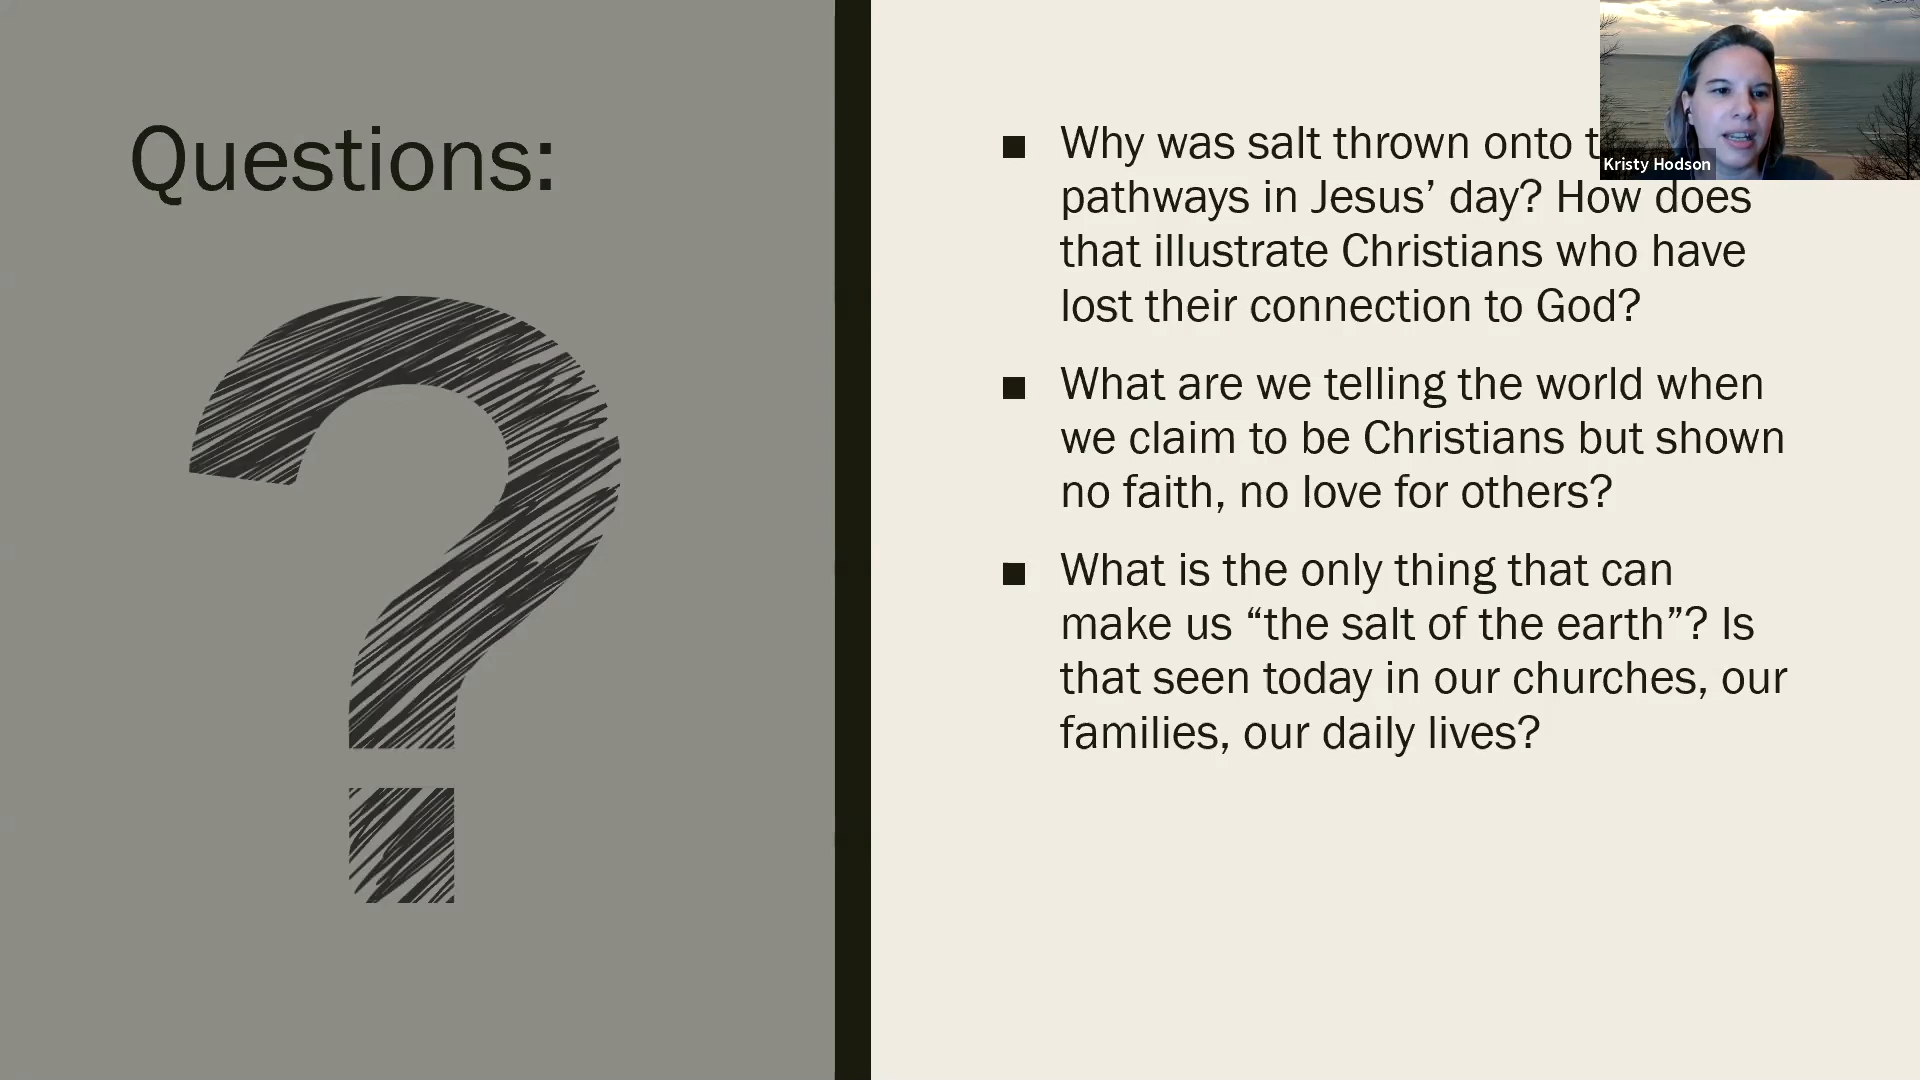 Questions:
Why was salt thrown onto
pathways in Jesus’ day? How does
that illustrate Christians who have
lost their connection to God?
What are we telling the world when
we claim to be Christians but shown
no faith, no love for others?
What is the only thing that can
make us “the salt of the earth”? Is
that seen today in our churches, our
families, our daily lives?
Kristy Hodson